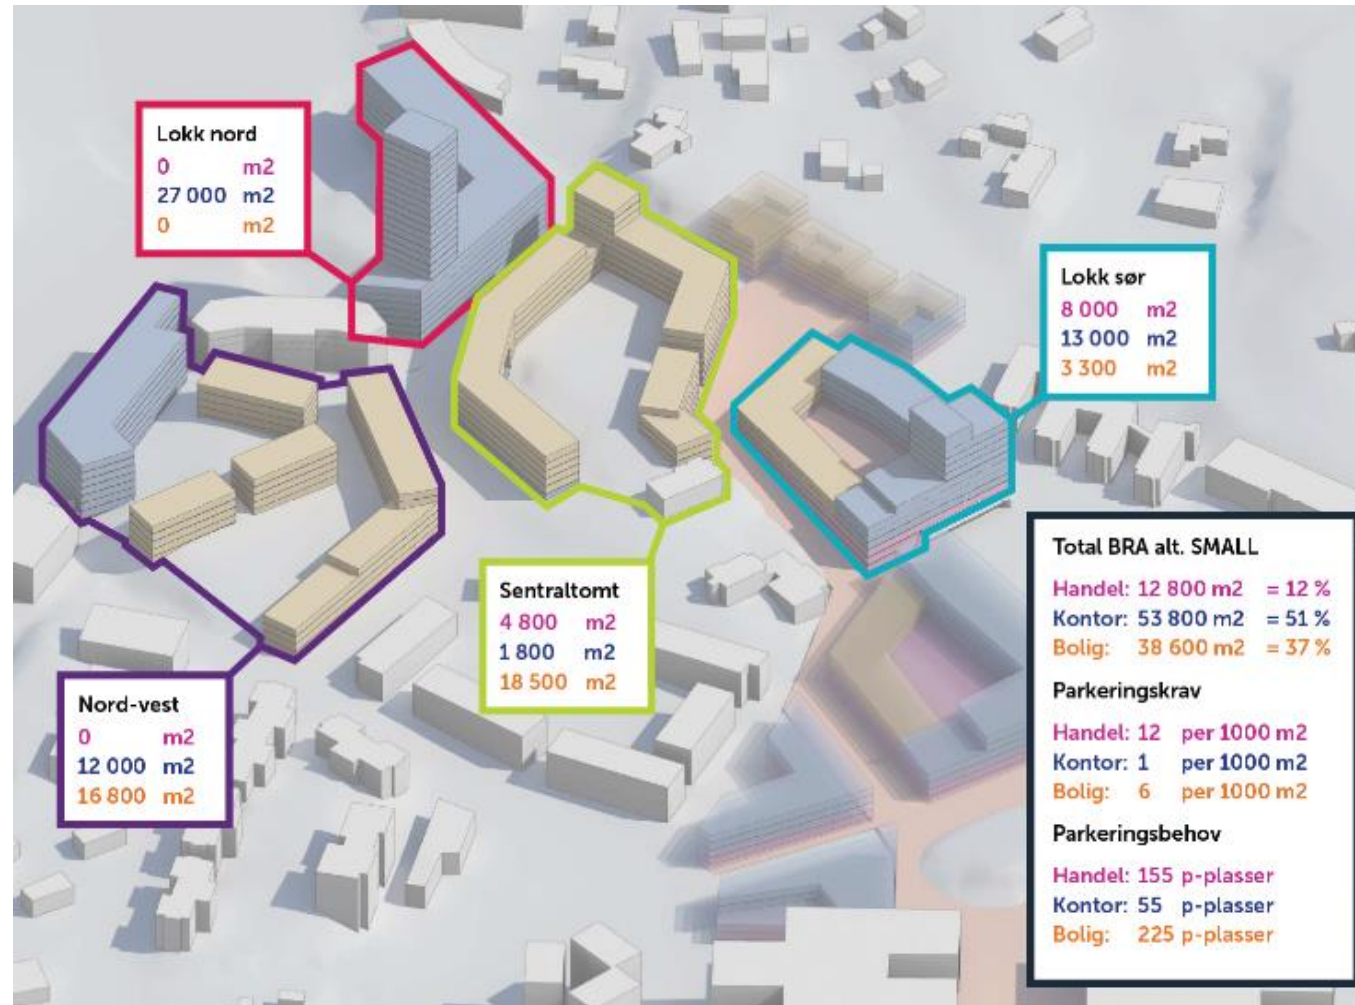 Lokk nord
0 m2
27 000 m2
0 m2
Lokk sør
8 000 m2
13 000 m2
3 300 m2
Sentraltomt
4 800 m2
1 800 m2
18 500 m2
Nord-vest
0 m2
12 000 m2
16 800 m2
Total BRA alt. SMALL
Handel: 12 800 m2 = 12 %
Kontor: 53 800 m2 = 51 %
Bolig: 38 600 m2 = 37 %
Parkeringskrav
Handel: 12 per 1000 m2
Kontor: 1 per 1000 m2
Bolig: 6 per 1000 m2
Parkeringsbehov
Handel: 155 p-plasser
Kontor: 55 p-plasser
Bolig: 225 p-plasser